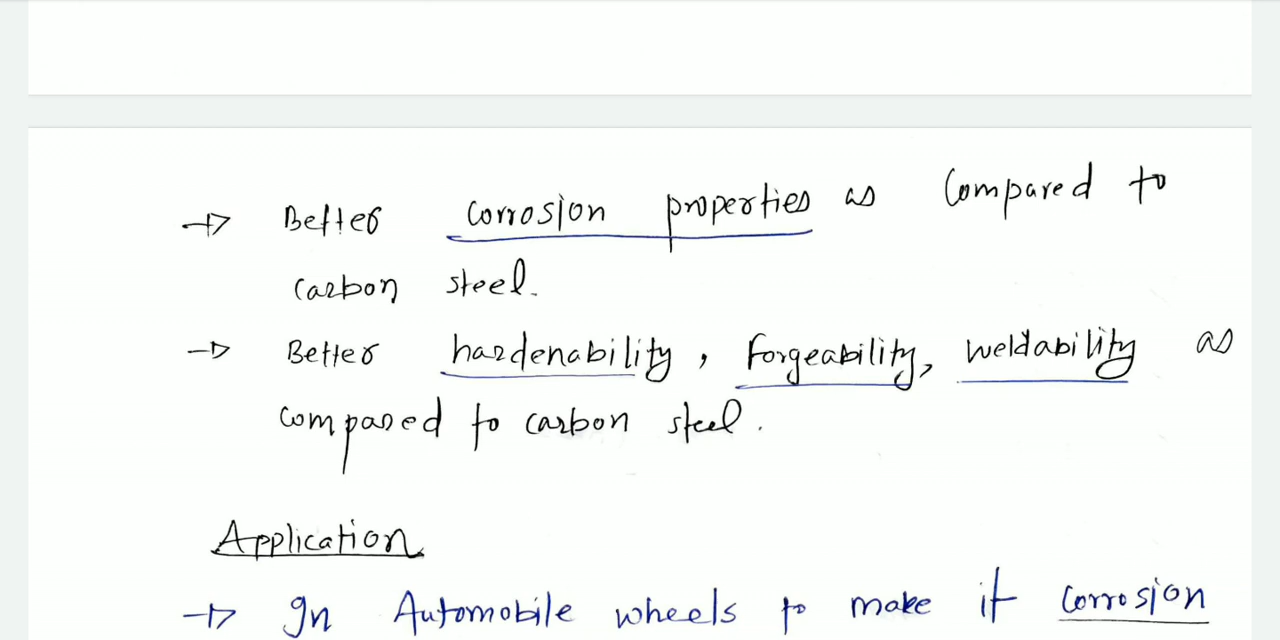 → Better corrosion properties as Compared to
carbon steel.
→ Better hardenability, Forgeability, weldability as
compared to carbon steel.
Application
→ In Automobile wheels to make it corrosion